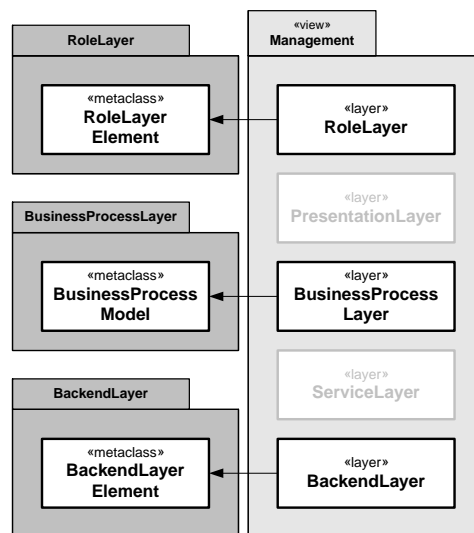 RoleLayer
«metaclass»
RoleLayer
Element
BusinessProcessLayer
«metaclass»
BusinessProcess
Model
BackendLayer
«metaclass»
BackendLayer
Element
«view»
Management
«layer»
RoleLayer
«layer»
PresentationLayer
«layer»
BusinessProcess
Layer
«layer»
ServiceLayer
«layer»
BackendLayer